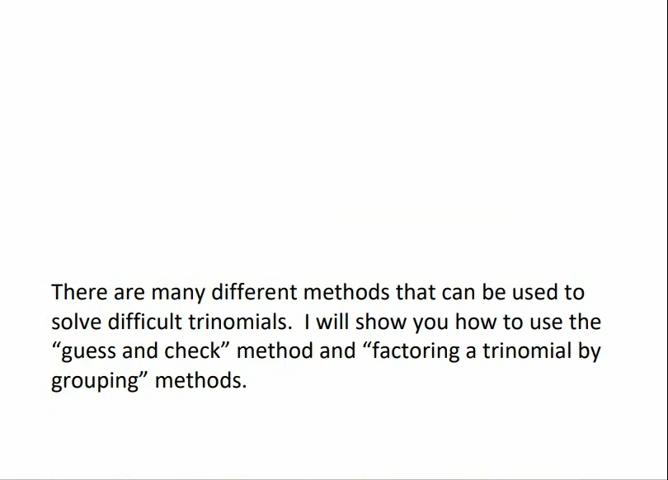 There are many different methods that can be used to
solve difficult trinomials.  I will show you how to use the
“guess and check” method and “factoring a trinomial by
grouping” methods.